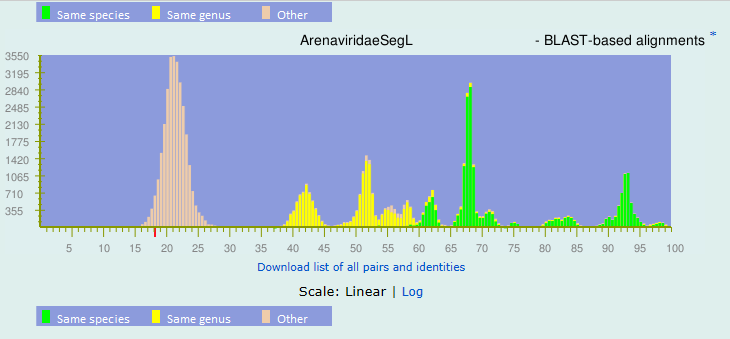 Same species Same genus Other
ArenaviridaeSegL - BLAST-based alignments *
3550
3195
2840
2485
2130
1775
1420
1065
710
355
5 10 15 20 25 30 35 40 45 50 55 60 65 70 75 80 85 90 95 100
Download list of all pairs and identities
Scale: Linear | Log
Same species Same genus Other